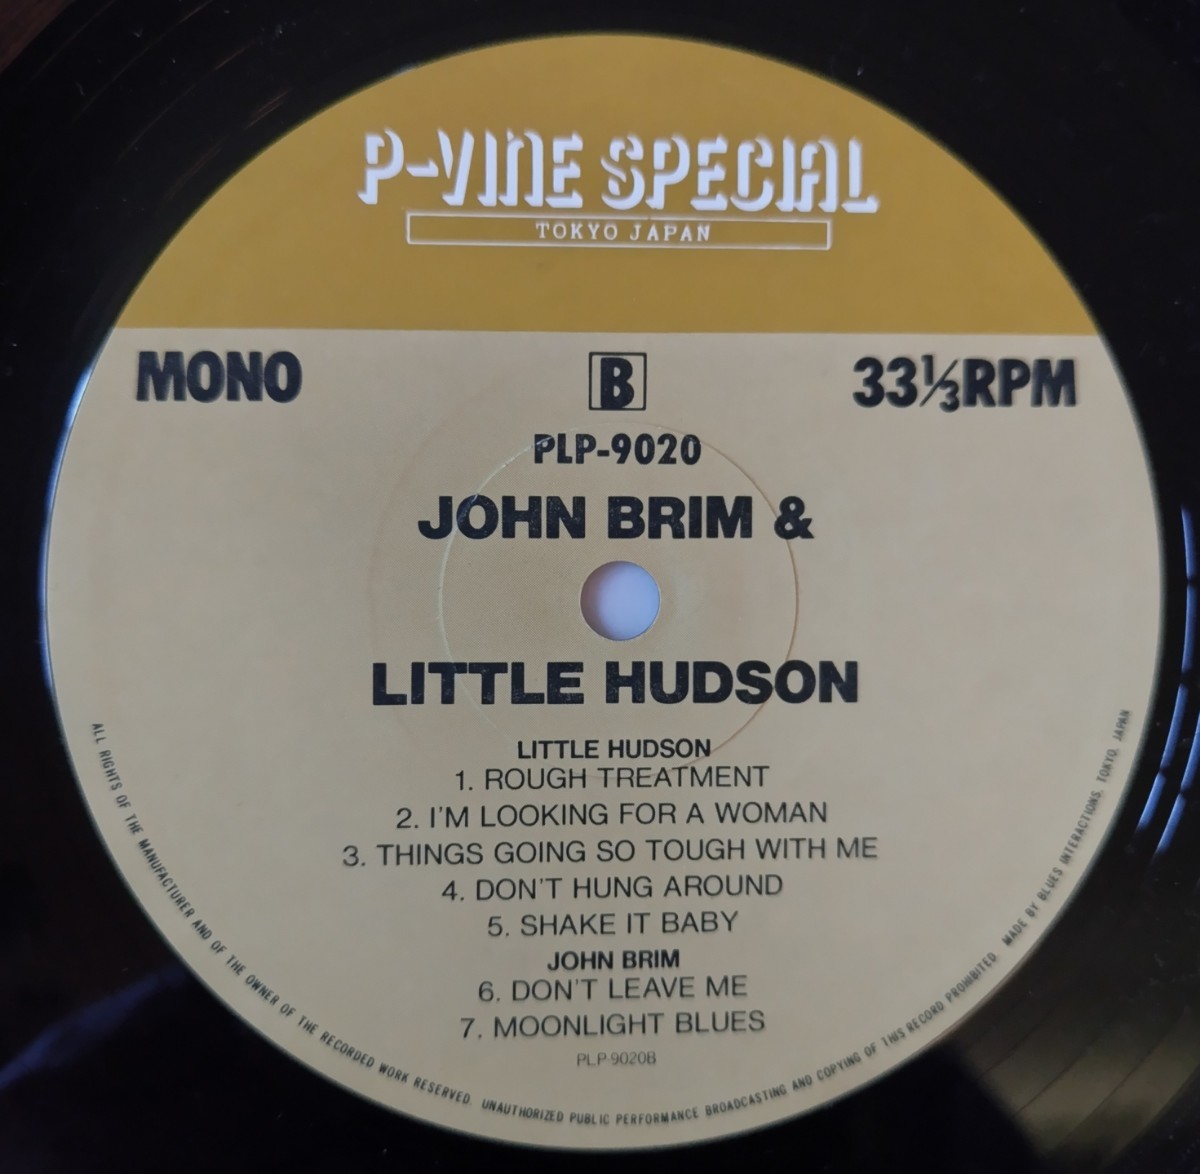 P-VINE SPECIAL
TOKYO JAPAN
MONO
B
33⅓RPM
PLP-9020
JOHN BRIM &
LITTLE HUDSON
LITTLE HUDSON
1. ROUGH TREATMENT
2. I'M LOOKING FOR A WOMAN
3. THINGS GOING SO TOUGH WITH ME
4. DON'T HUNG AROUND
5. SHAKE IT BABY
JOHN BRIM
6. DON'T LEAVE ME
7. MOONLIGHT BLUES
PLP-9020B
ALL RIGHTS OF THE MANUFACTURER AND OF THE OWNER OF THE RECORDED WORK RESERVED. UNAUTHORIZED PUBLIC PERFORMANCE BROADCASTING AND COPYING OF THIS RECORD PROHIBITED. MADE BY BLUES INTERACTIONS, TOKYO, JAPAN